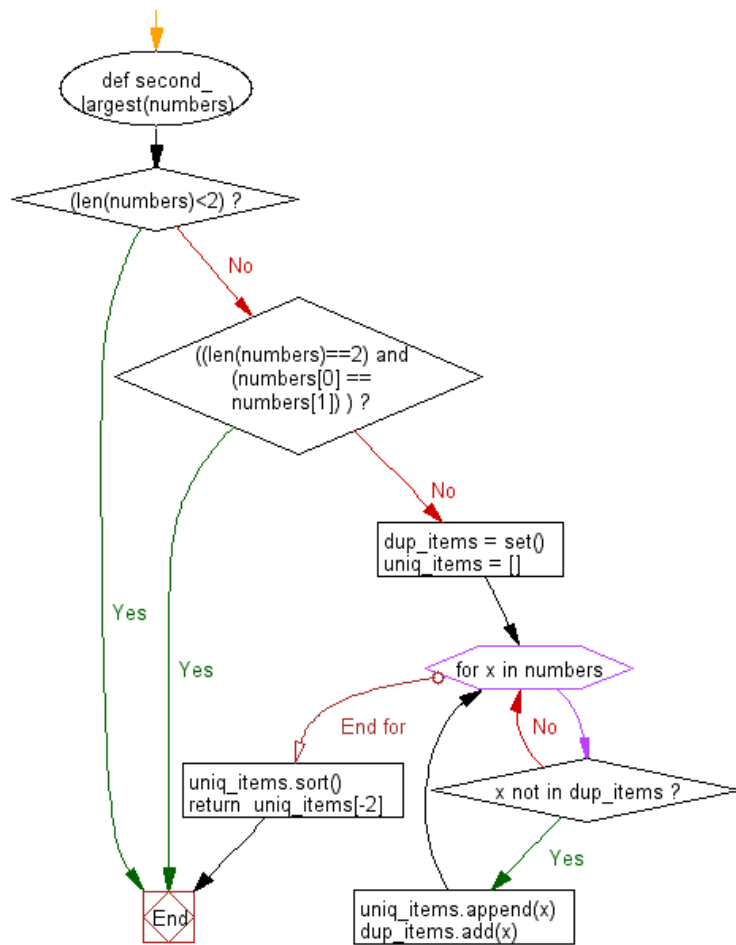 def second_
largest(numbers)
(len(numbers)<2) ?
No
((len(numbers)==2) and
(numbers[0] ==
numbers[1]) ) ?
No
dup_items = set()
uniq_items = []
Yes
Yes
for x in numbers
End for
No
uniq_items.sort()
return  uniq_items[-2]
x not in dup_items ?
Yes
End
uniq_items.append(x)
dup_items.add(x)